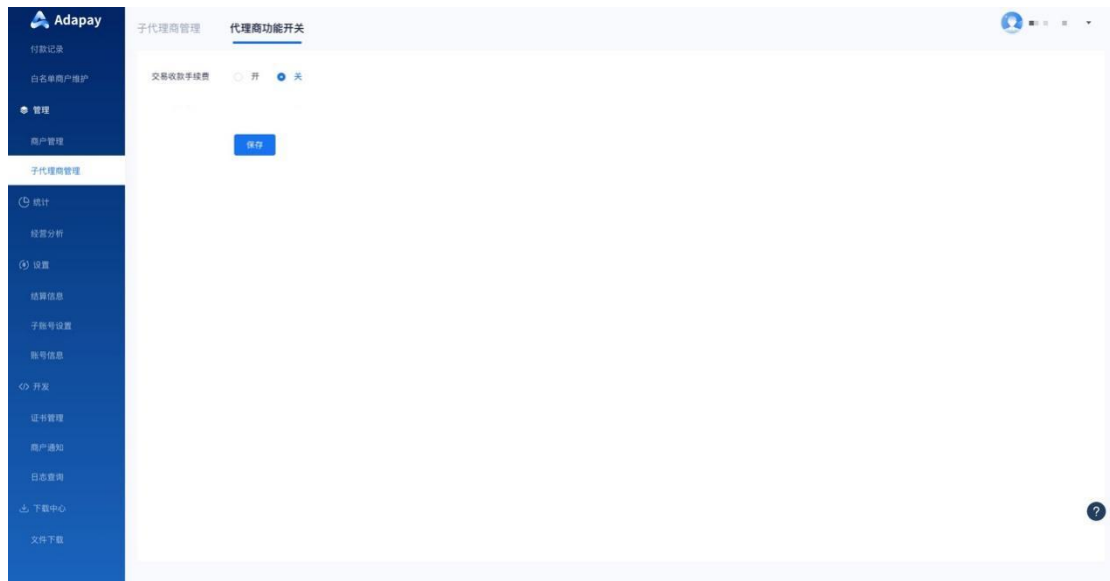 Adapay
付款记录
白名单商户维护
管理
商户管理
子代理商管理
统计
经营分析
设置
结算信息
子账号设置
账号信息
开发
证书管理
商户通知
日志查询
下载中心
文件下载
子代理商管理 代理商功能开关
交易收款手续费 开 关
保存
?